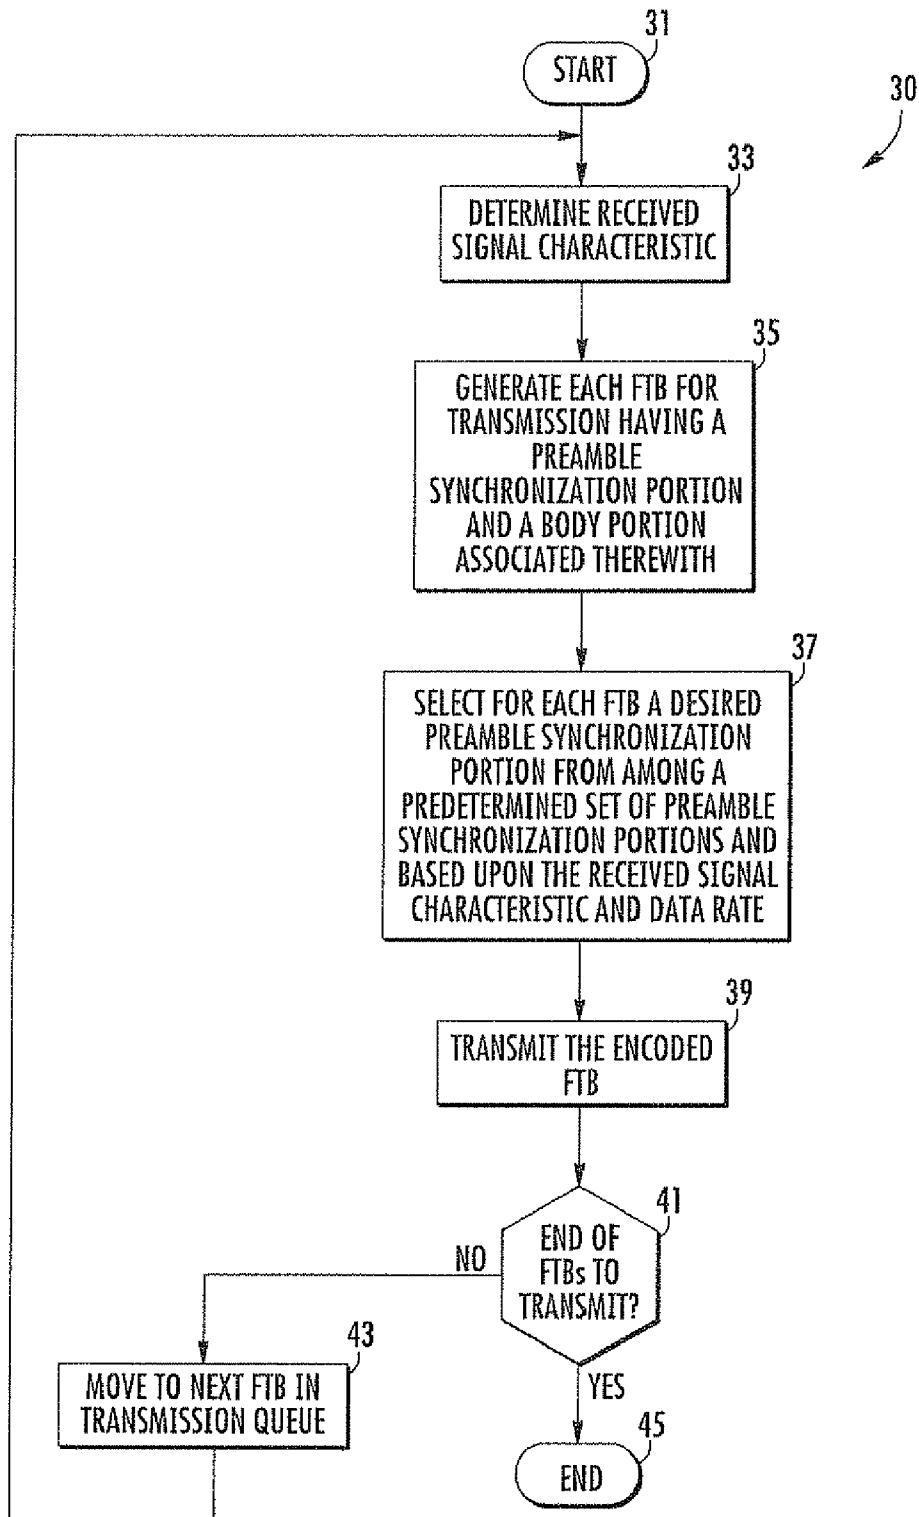 31
START
30
33
DETERMINE RECEIVED
SIGNAL CHARACTERISTIC
35
GENERATE EACH FTB FOR
TRANSMISSION HAVING A
PREAMBLE
SYNCHRONIZATION PORTION
AND A BODY PORTION
ASSOCIATED THEREWITH
37
SELECT FOR EACH FTB A DESIRED
PREAMBLE SYNCHRONIZATION
PORTION FROM AMONG A
PREDETERMINED SET OF PREAMBLE
SYNCHRONIZATION PORTIONS AND
BASED UPON THE RECEIVED SIGNAL
CHARACTERISTIC AND DATA RATE
39
TRANSMIT THE ENCODED
FTB
41
END OF
FTBs TO
TRANSMIT?
NO
43
MOVE TO NEXT FTB IN
TRANSMISSION QUEUE
YES
45
END